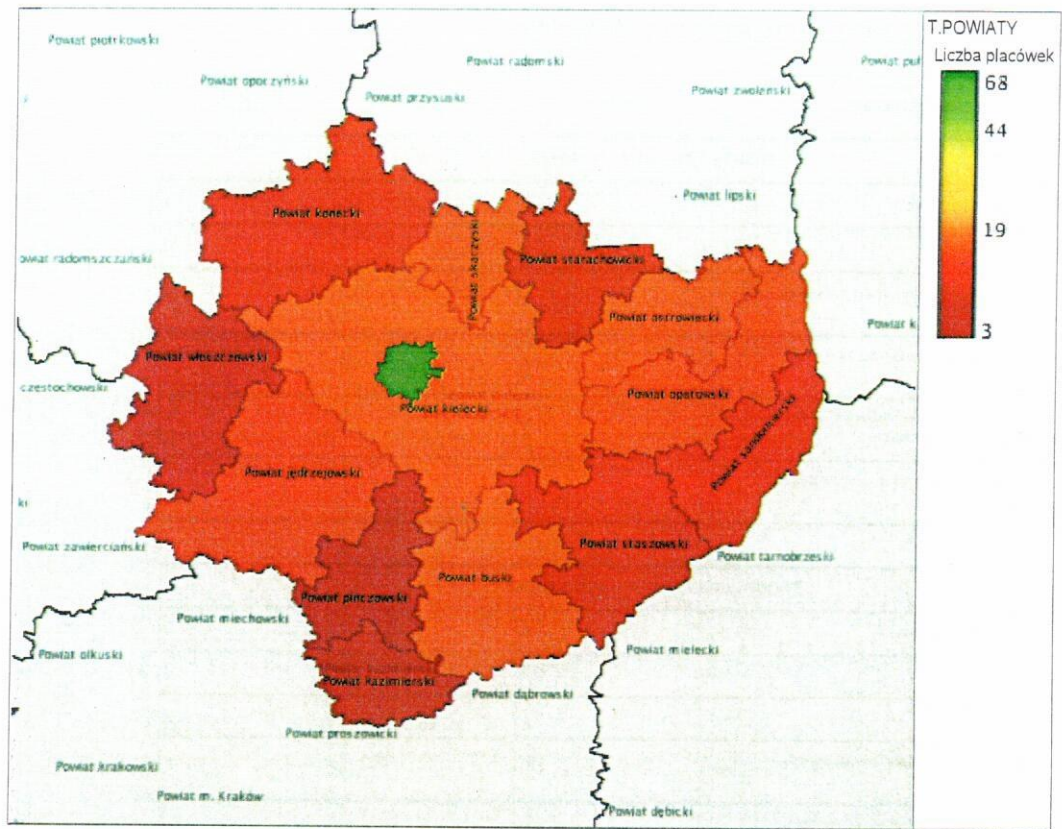 T.POWIATY
Liczba placówek
68
44
19
3
Powiat piotrkowski
Powiat opoczyński
Powiat radomski
Powiat przysuski
Powiat zwoleński
Powiat lipski
Powiat konecki
Powiat skarżyski
Powiat starachowicki
Powiat ostrowiecki
Powiat włoszczowski
Powiat kielecki
Powiat opatowski
Powiat sandomierski
Powiat jędrzejowski
Powiat zawierciański
Powiat staszowski
Powiat tarnobrzeski
Powiat buski
Powiat pińczowski
Powiat miechowski
Powiat olkuski
Powiat mielecki
Powiat kazimierski
Powiat dąbrowski
Powiat proszowicki
Powiat krakowski
Powiat m. Kraków
Powiat dębicki